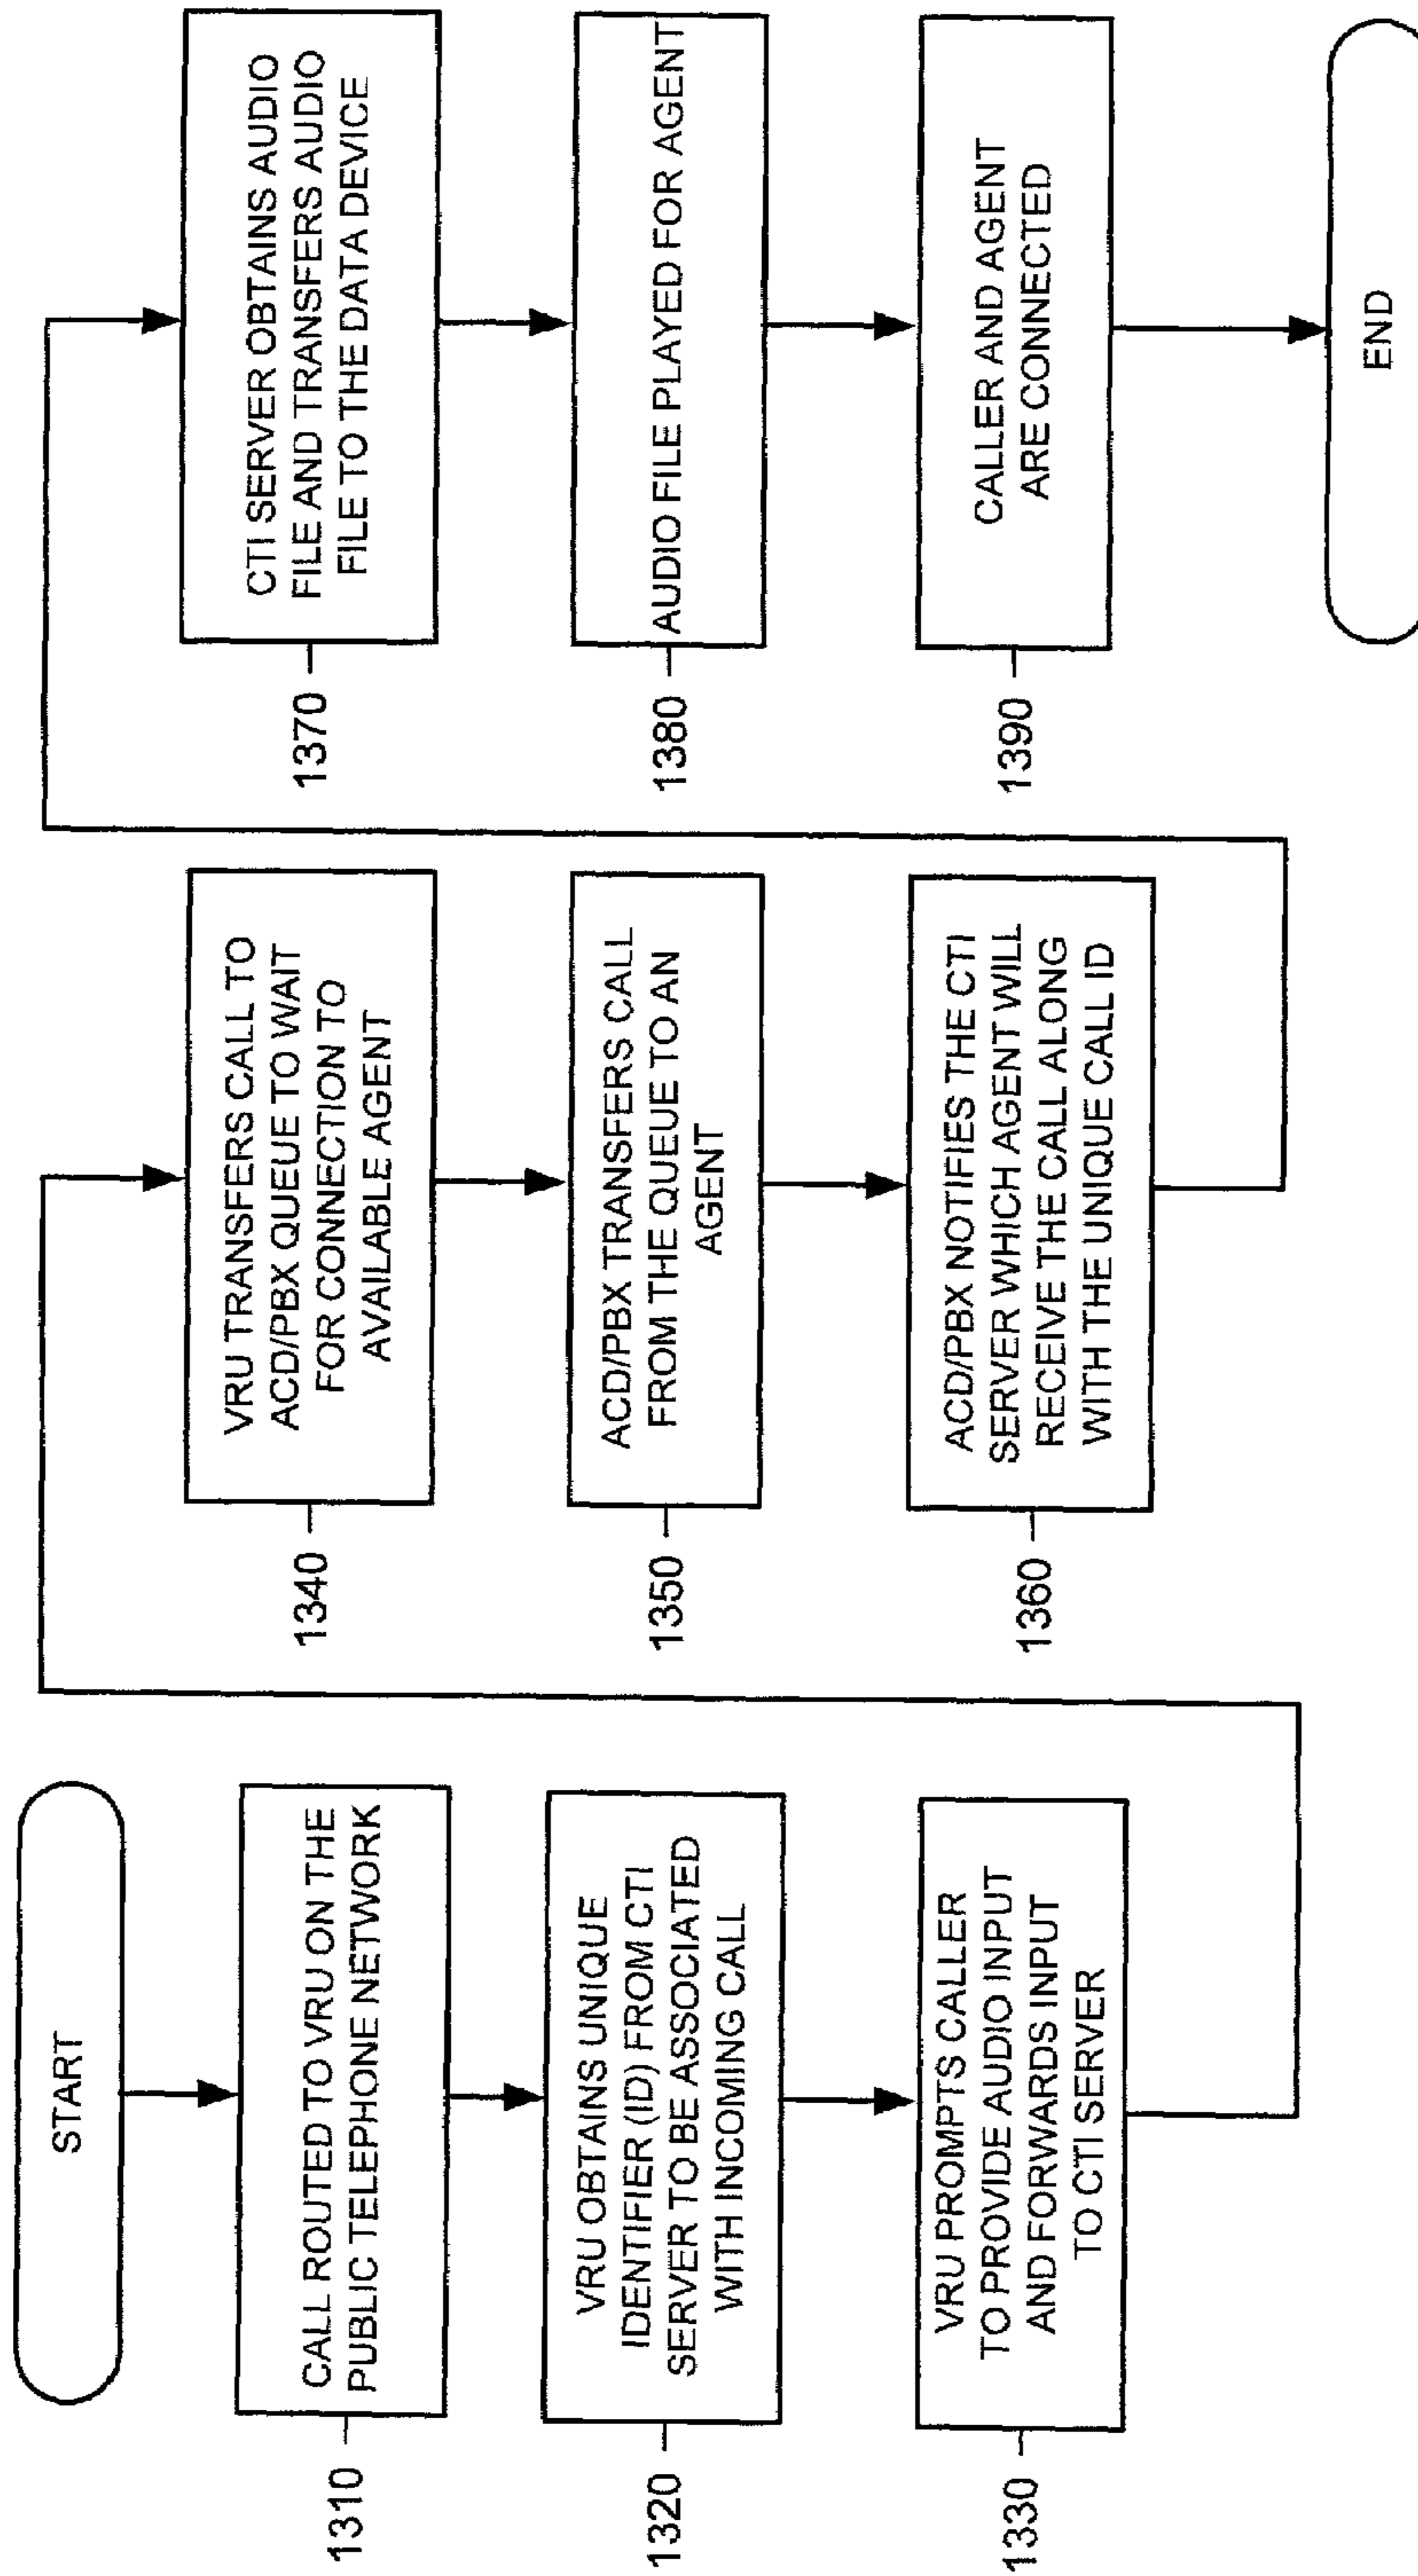 START
1310
CALL ROUTED TO VRU ON THE
PUBLIC TELEPHONE NETWORK
1320
VRU OBTAINS UNIQUE
IDENTIFIER (ID) FROM CTI
SERVER TO BE ASSOCIATED
WITH INCOMING CALL
1330
VRU PROMPTS CALLER
TO PROVIDE AUDIO INPUT
AND FORWARDS INPUT
TO CTI SERVER
1340
VRU TRANSFERS CALL TO
ACD/PBX QUEUE TO WAIT
FOR CONNECTION TO
AVAILABLE AGENT
1350
ACD/PBX TRANSFERS CALL
FROM THE QUEUE TO AN
AGENT
1360
ACD/PBX NOTIFIES THE CTI
SERVER WHICH AGENT WILL
RECEIVE THE CALL ALONG
WITH THE UNIQUE CALL ID
1370
CTI SERVER OBTAINS AUDIO
FILE AND TRANSFERS AUDIO
FILE TO THE DATA DEVICE
1380
AUDIO FILE PLAYED FOR AGENT
1390
CALLER AND AGENT
ARE CONNECTED
END